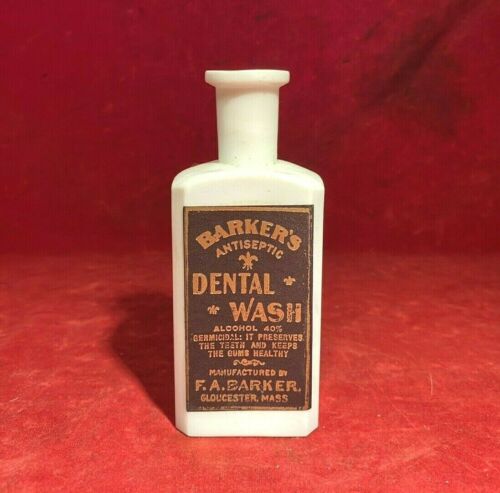 BARKER'S
ANTISEPTIC
DENTAL
WASH
ALCOHOL 40%
GERMICIDAL: IT PRESERVES
THE TEETH AND KEEPS
THE GUMS HEALTHY
MANUFACTURED BY
F. A. BARKER.
GLOUCESTER, MASS